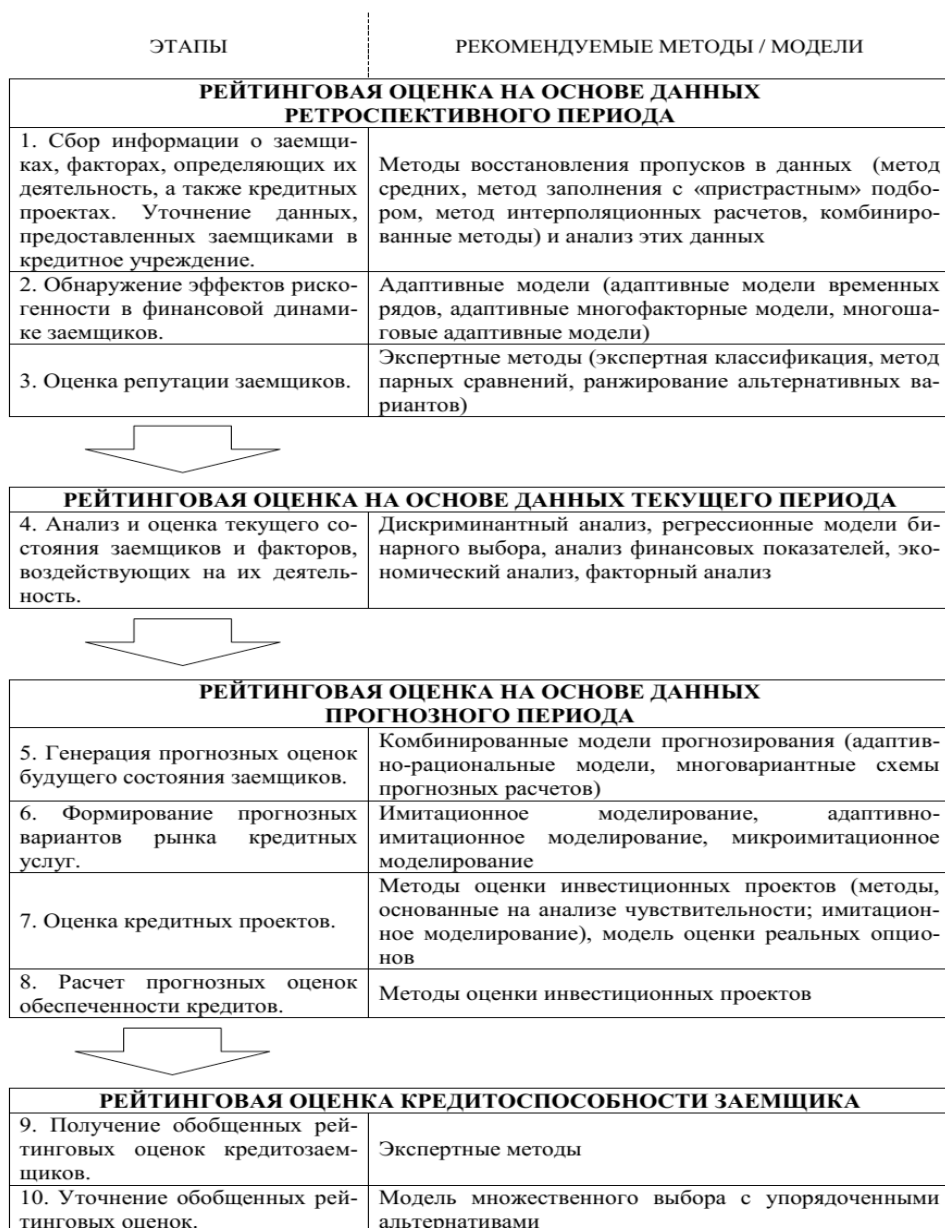 ЭТАПЫ
РЕКОМЕНДУЕМЫЕ МЕТОДЫ / МОДЕЛИ
РЕЙТИНГОВАЯ ОЦЕНКА НА ОСНОВЕ ДАННЫХ
РЕТРОСПЕКТИВНОГО ПЕРИОДА
1. Сбор информации о заемщи-
ках, факторах, определяющих их
деятельность, а также кредитных
проектах. Уточнение данных,
предоставленных заемщиками в
кредитное учреждение.
Методы восстановления пропусков в данных (метод
средних, метод заполнения с «пристрастным» подбо-
ром, метод интерполяционных расчетов, комбиниро-
ванные методы) и анализ этих данных
2. Обнаружение эффектов риско-
генности в финансовой динами-
ке заемщиков.
Адаптивные модели (адаптивные модели временных
рядов, адаптивные многофакторные модели, многоша-
говые адаптивные модели)
3. Оценка репутации заемщиков.
Экспертные методы (экспертная классификация, метод
парных сравнений, ранжирование альтернативных ва-
риантов)
РЕЙТИНГОВАЯ ОЦЕНКА НА ОСНОВЕ ДАННЫХ ТЕКУЩЕГО ПЕРИОДА
4. Анализ и оценка текущего со-
стояния заемщиков и факторов,
воздействующих на их деятель-
ность.
Дискриминантный анализ, регрессионные модели би-
нарного выбора, анализ финансовых показателей, эко-
номический анализ, факторный анализ
РЕЙТИНГОВАЯ ОЦЕНКА НА ОСНОВЕ ДАННЫХ
ПРОГНОЗНОГО ПЕРИОДА
5. Генерация прогнозных оценок
будущего состояния заемщиков.
Комбинированные модели прогнозирования (адаптив-
но-рациональные модели, многовариантные схемы
прогнозных расчетов)
6. Формирование прогнозных
вариантов рынка кредитных
услуг.
Имитационное моделирование, адаптивно-
имитационное моделирование, микроимитационное
моделирование
7. Оценка кредитных проектов.
Методы оценки инвестиционных проектов (методы,
основанные на анализе чувствительности; имитацион-
ное моделирование), модель оценки реальных опцио-
нов
8. Расчет прогнозных оценок
обеспеченности кредитов.
Методы оценки инвестиционных проектов
РЕЙТИНГОВАЯ ОЦЕНКА КРЕДИТОСПОСОБНОСТИ ЗАЕМЩИКА
9. Получение обобщенных рей-
тинговых оценок кредитозаем-
щиков.
Экспертные методы
10. Уточнение обобщенных рей-
тинговых оценок.
Модель множественного выбора с упорядоченными
альтернативами